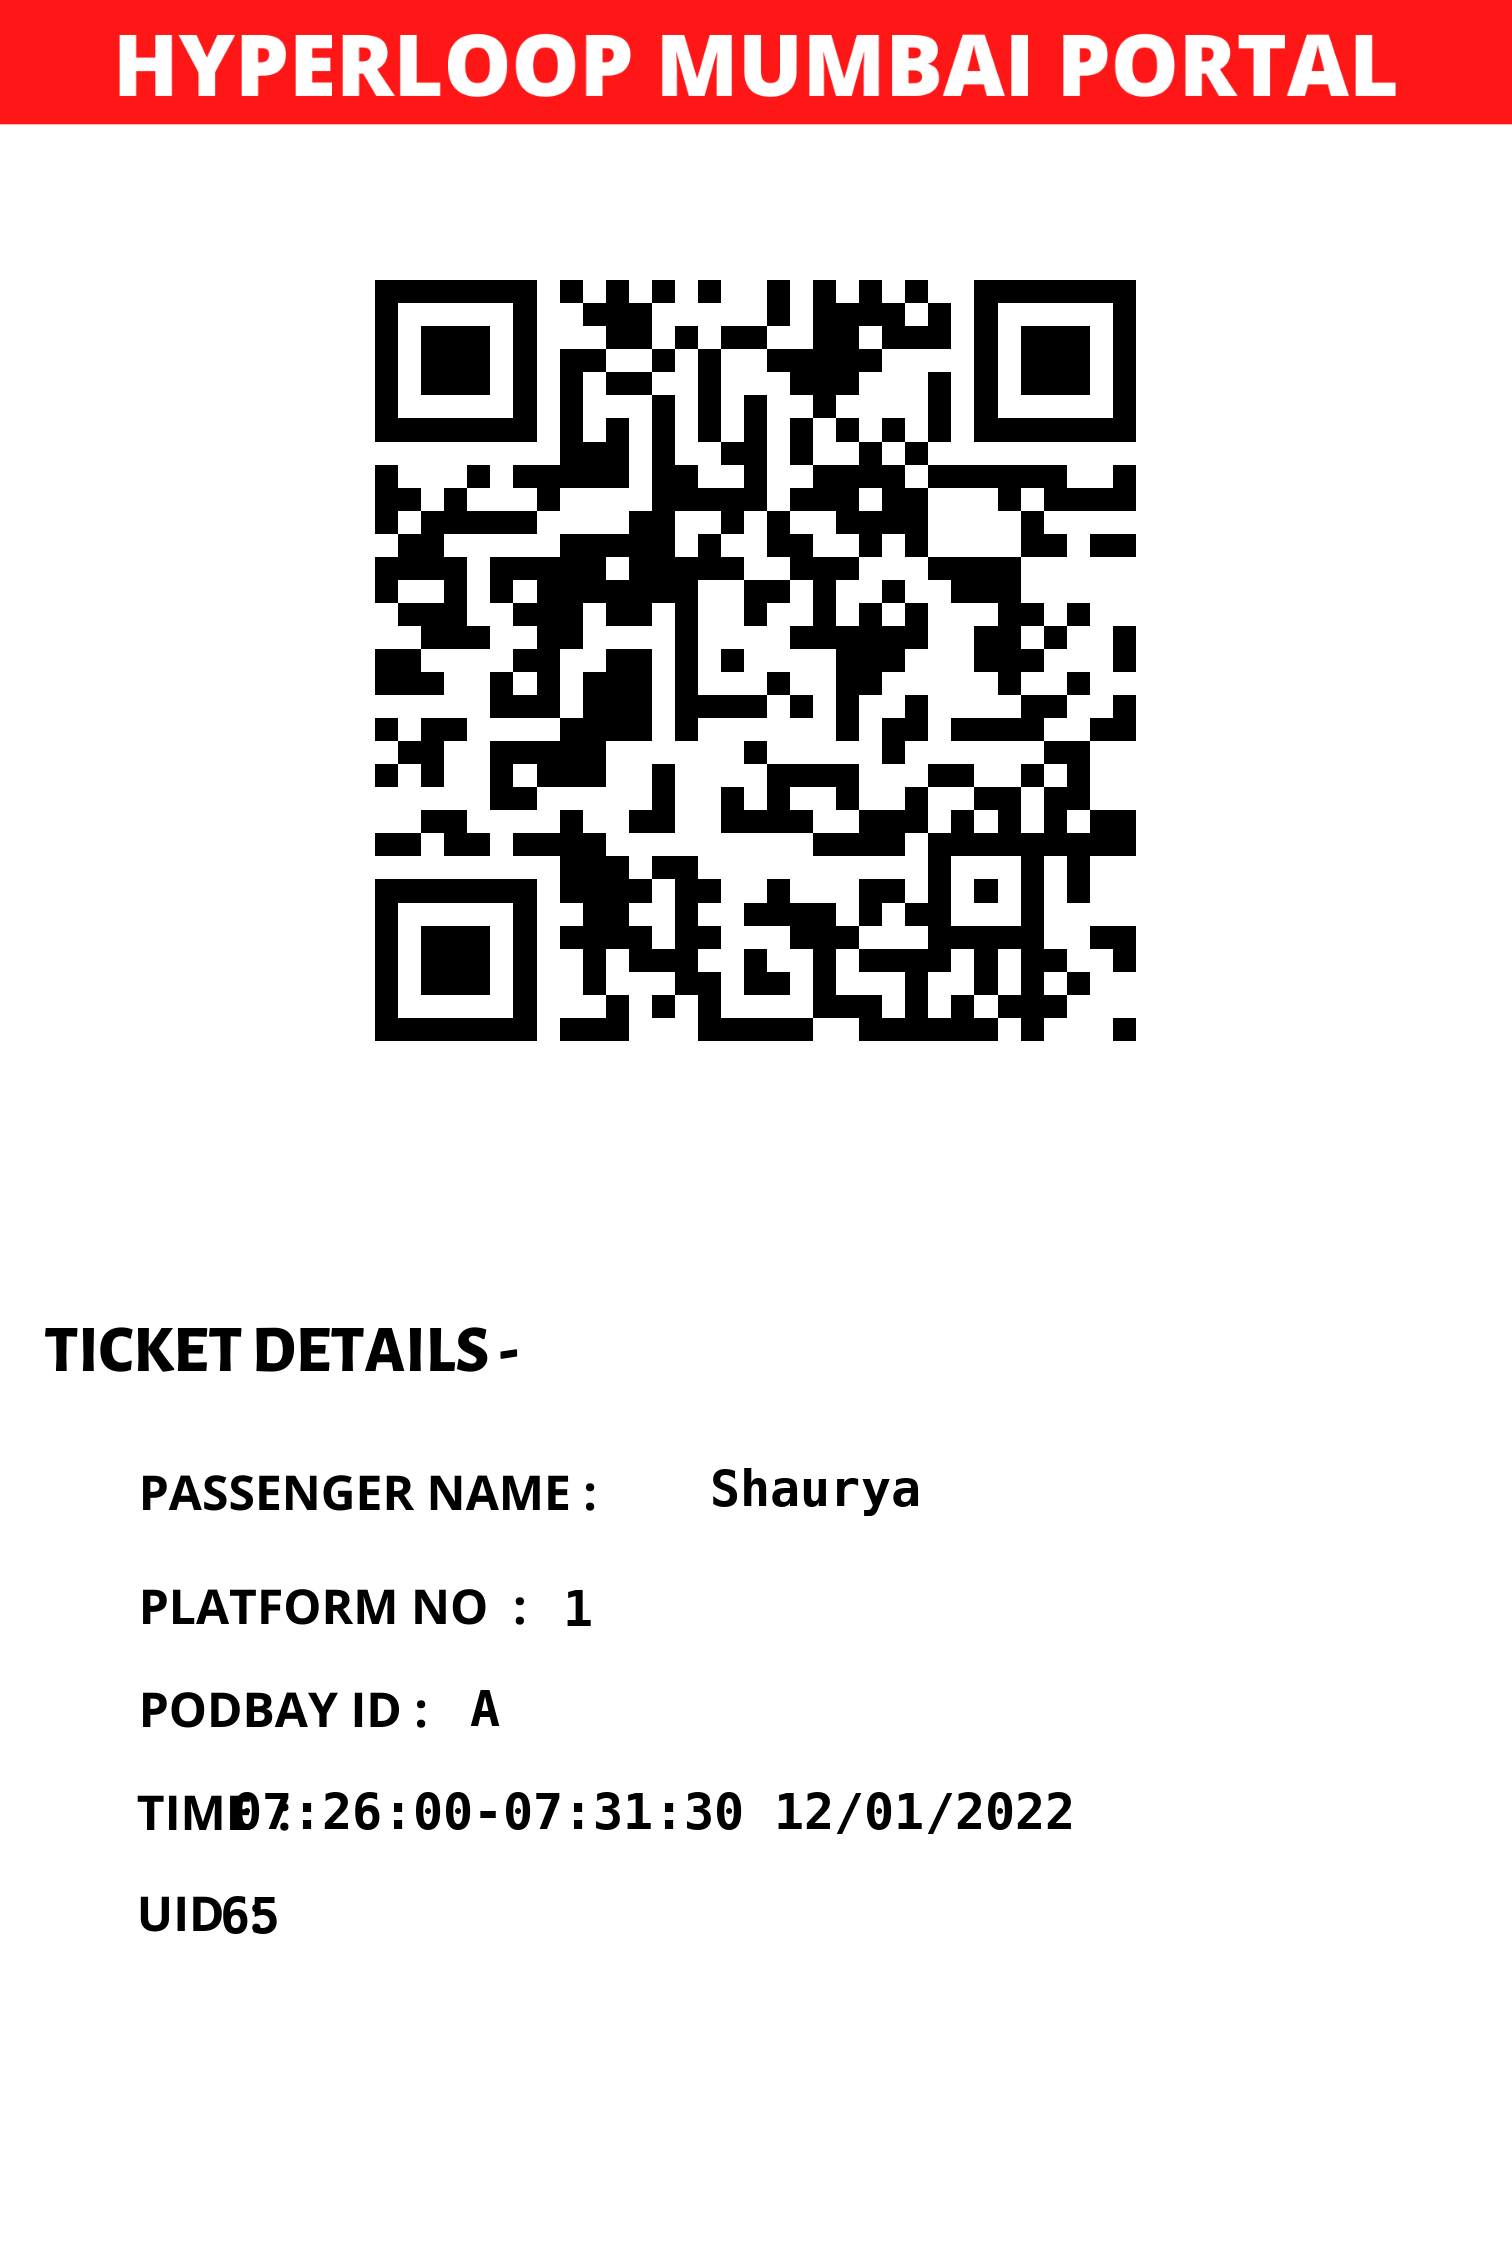 HYPERLOOP MUMBAI PORTAL
TICKET DETAILS -
PASSENGER NAME : Shaurya
PLATFORM NO : 1
PODBAY ID : A
TIME : 07:26:00-07:31:30 12/01/2022
UID : 65